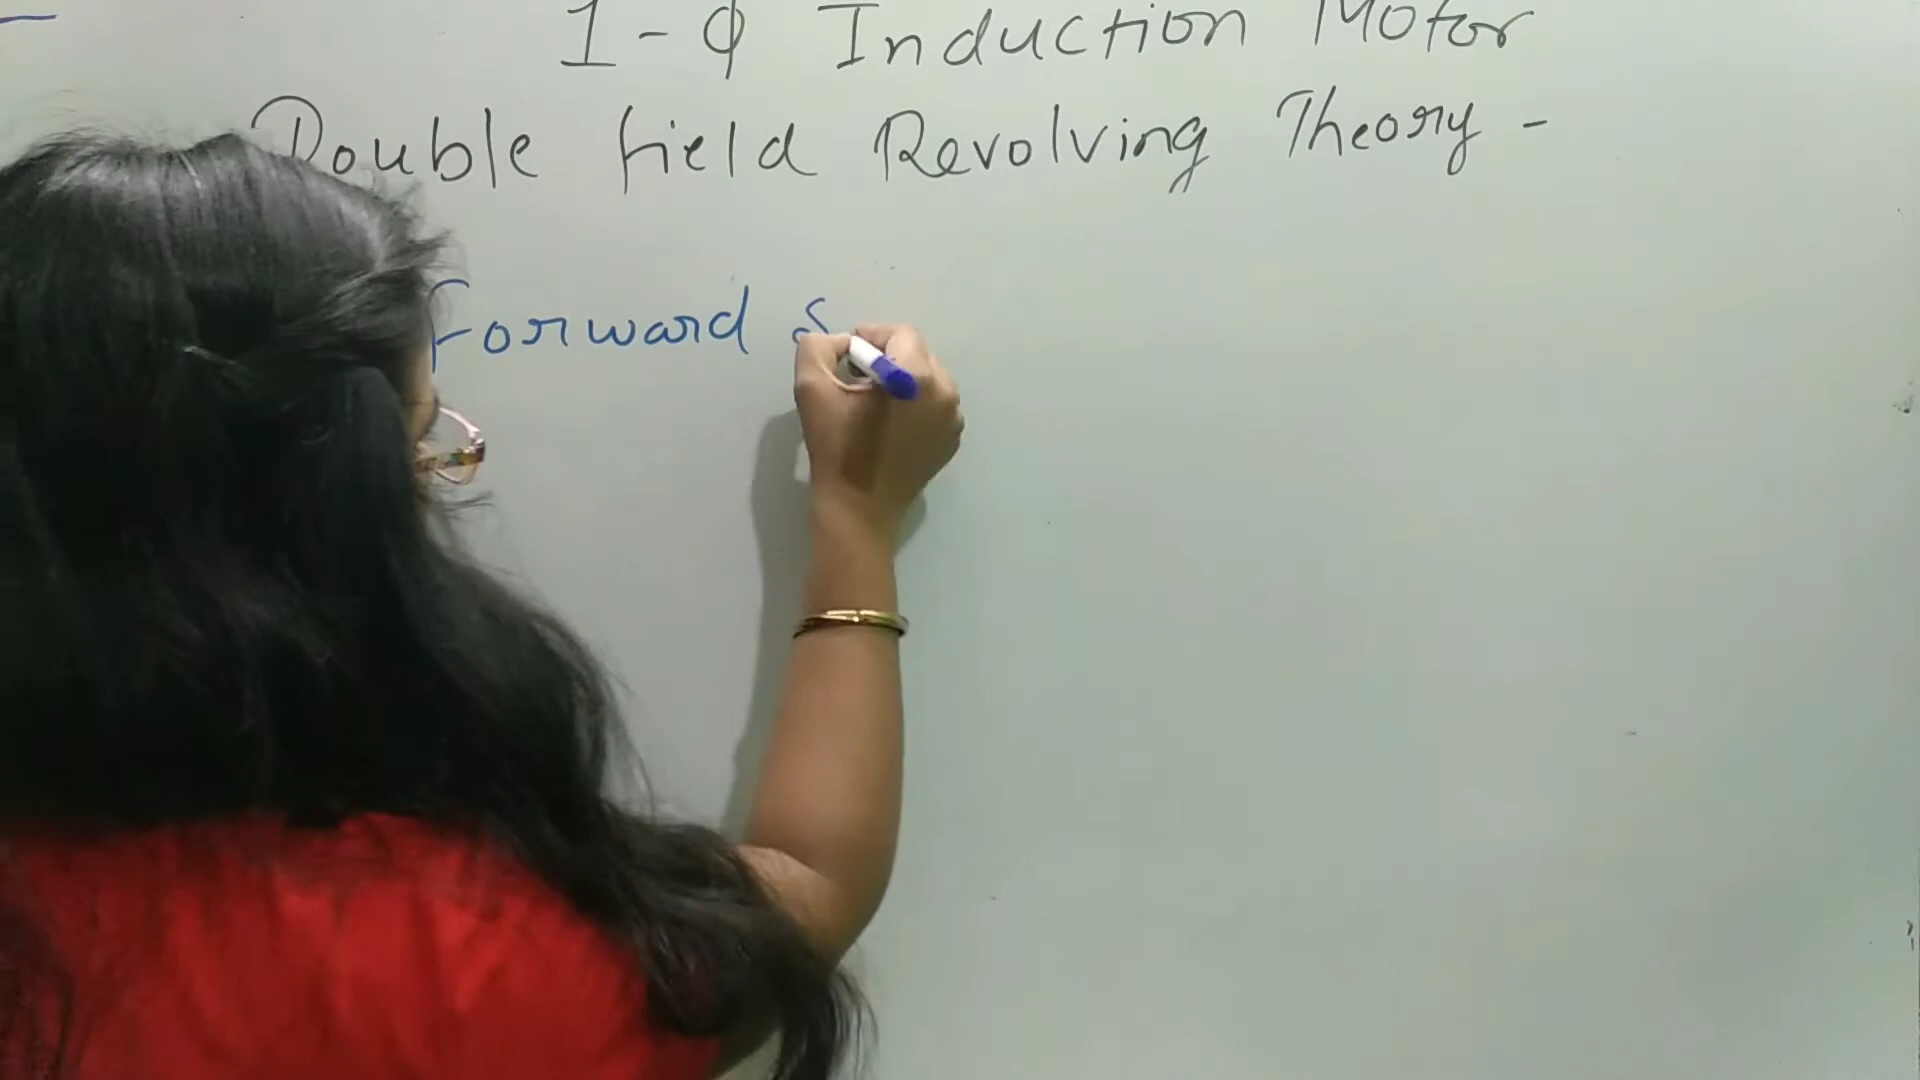 1-φ Induction Motor
Double field Revolving Theory -
Forward S